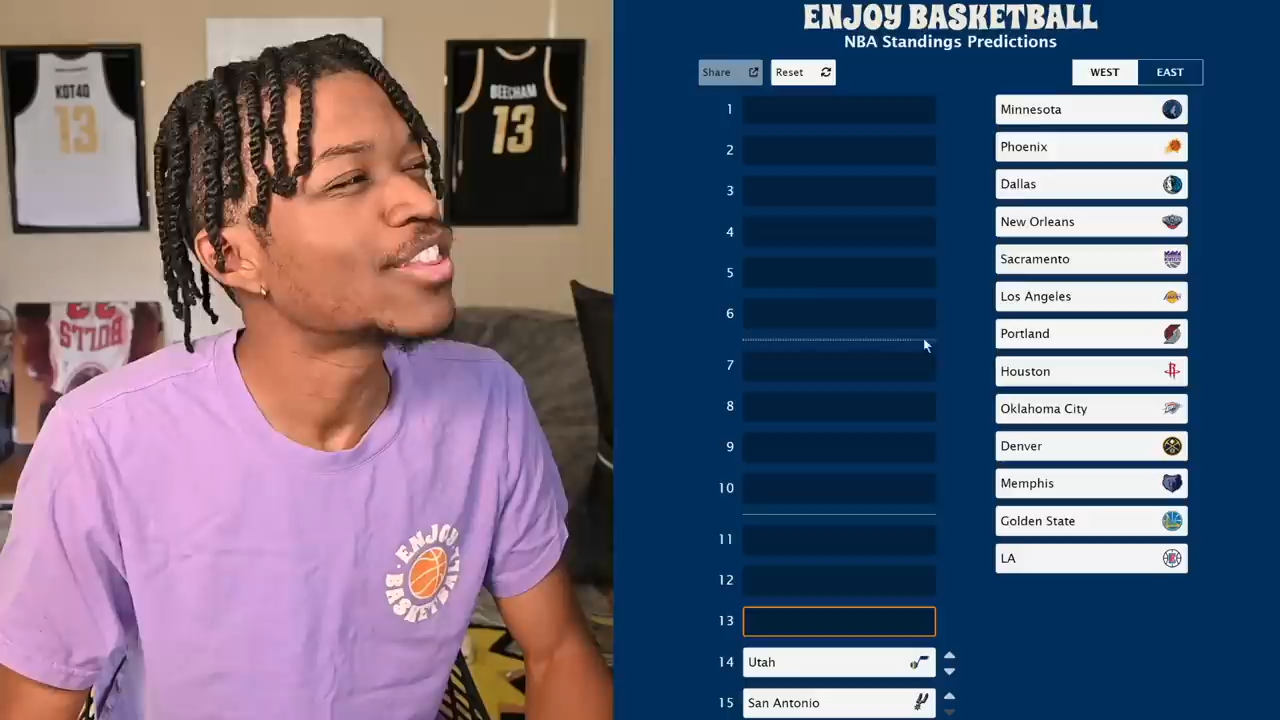 ENJOY BASKETBALL
NBA Standings Predictions
Share
Reset
WEST
EAST
1
2
3
4
5
6
7
8
9
10
11
12
13
14 Utah
15 San Antonio
Minnesota
Phoenix
Dallas
New Orleans
Sacramento
Los Angeles
Portland
Houston
Oklahoma City
Denver
Memphis
Golden State
LA
KOT4Q
13
BEECHAM
13
BULLS
23
ENJOY
BASKETBALL